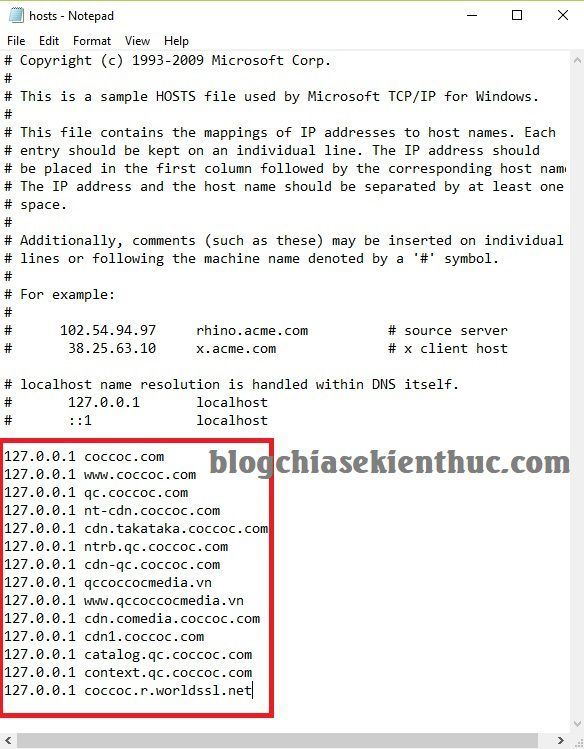 hosts - Notepad
File Edit Format View Help
# Copyright (c) 1993-2009 Microsoft Corp.
#
# This is a sample HOSTS file used by Microsoft TCP/IP for Windows.
#
# This file contains the mappings of IP addresses to host names. Each
# entry should be kept on an individual line. The IP address should
# be placed in the first column followed by the corresponding host name
# The IP address and the host name should be separated by at least one
# space.
#
# Additionally, comments (such as these) may be inserted on individual
# lines or following the machine name denoted by a '#' symbol.
#
# For example:
#
# 102.54.94.97 rhino.acme.com # source server
# 38.25.63.10 x.acme.com # x client host
# localhost name resolution is handled within DNS itself.
# 127.0.0.1 localhost
# ::1 localhost
127.0.0.1 coccoc.com
blogchiasekienthuc.com
127.0.0.1 www.coccoc.com
127.0.0.1 qc.coccoc.com
127.0.0.1 nt-cdn.coccoc.com
127.0.0.1 cdn.takataka.coccoc.com
127.0.0.1 ntrb.qc.coccoc.com
127.0.0.1 cdn-qc.coccoc.com
127.0.0.1 qccoccocmedia.vn
127.0.0.1 www.qccoccocmedia.vn
127.0.0.1 cdn.comedia.coccoc.com
127.0.0.1 cdn1.coccoc.com
127.0.0.1 catalog.qc.coccoc.com
127.0.0.1 context.qc.coccoc.com
127.0.0.1 coccoc.r.worldssl.net